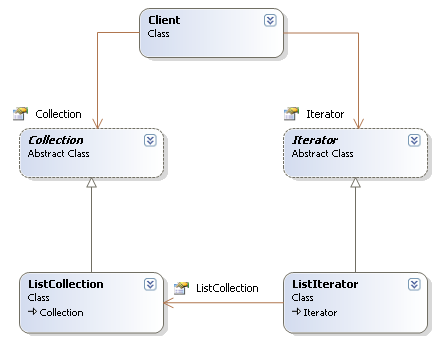 Client
Class
Collection
Iterator
Collection
Abstract Class
Iterator
Abstract Class
ListCollection
Class
Collection
ListCollection
ListIterator
Class
Iterator